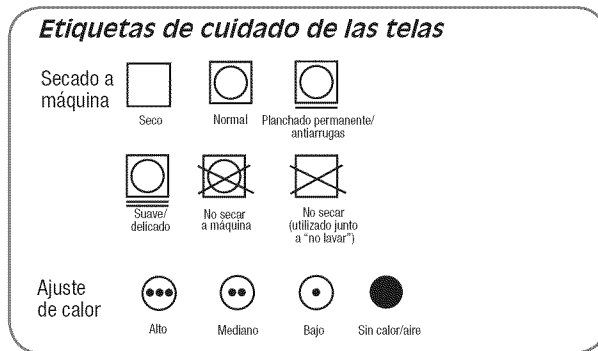 Etiquetas de cuidado de las telas
Secado a
máquina
Seco
Normal
Planchado permanente/
antiarrugas
Suave/
delicado
No secar
a máquina
No secar
(utilizado junto
a "no lavar")
Ajuste
de calor
Alto
Mediano
Bajo
Sin calor/aire